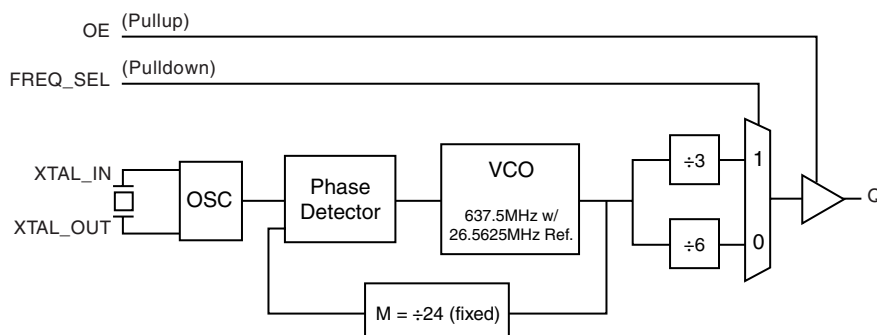 OE (Pullup)
FREQ_SEL (Pulldown)
XTAL_IN
XTAL_OUT
OSC
Phase
Detector
VCO
637.5MHz w/
26.5625MHz Ref.
÷3
÷6
1
0
Q
M = ÷24 (fixed)